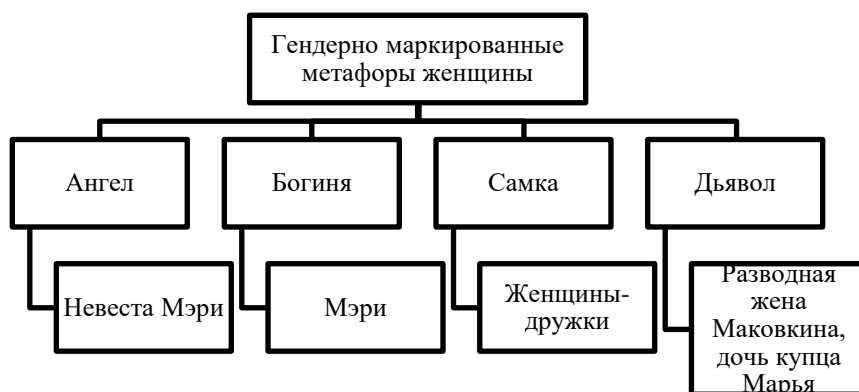 Гендерно маркированные
метафоры женщины
Ангел
Богиня
Самка
Дьявол
Невеста Мэри
Мэри
Женщины-
дружки
Разводная
жена
Маковкина,
дочь купца
Марья